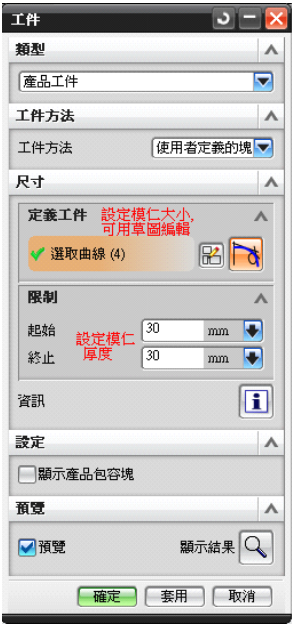 工件
類型
產品工件
工件方法
工件方法 使用者定義的塊
尺寸
定義工件 設定模仁大小,
可用草圖編輯
選取曲線 (4)
限制
起始 30 mm
設定模仁
終止 厚度 30 mm
資訊
設定
顯示產品包容塊
預覽
預覽 顯示結果
確定 套用 取消